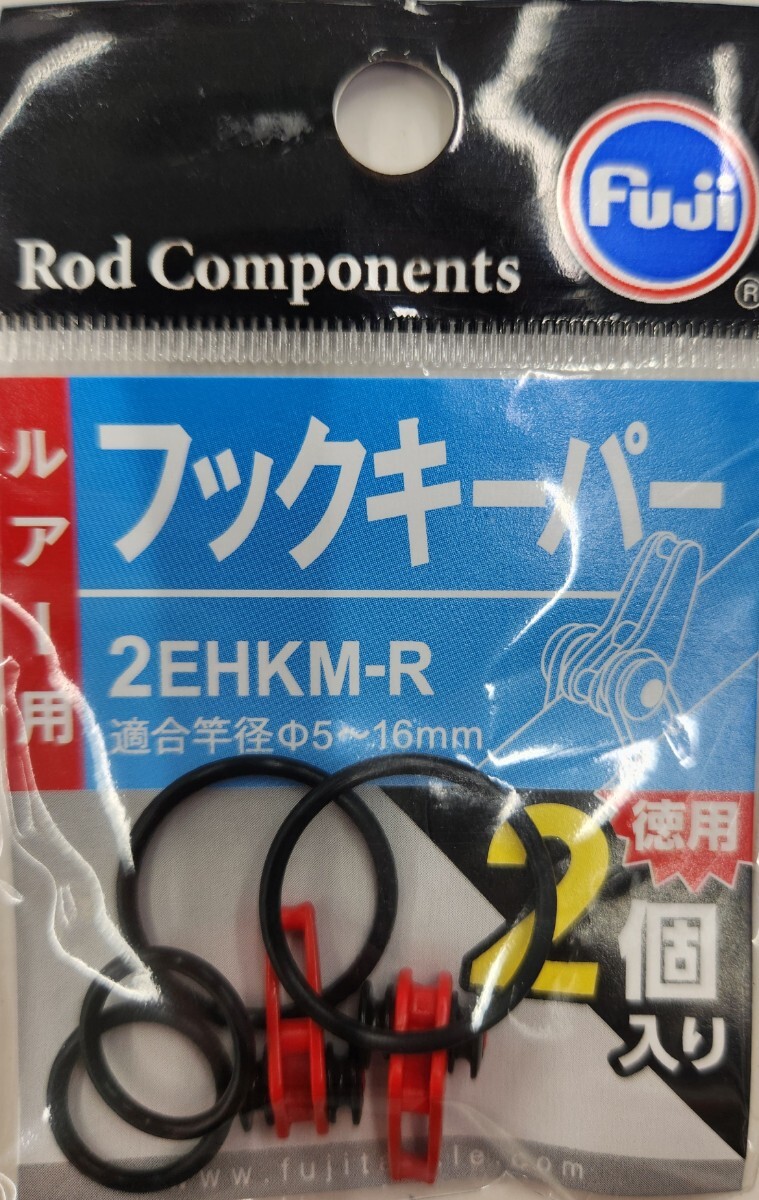 Fuji
®
Rod Components
ルアー用
フックキーパー
2EHKM-R
適合竿径Φ5～16mm
徳用
2個
入り